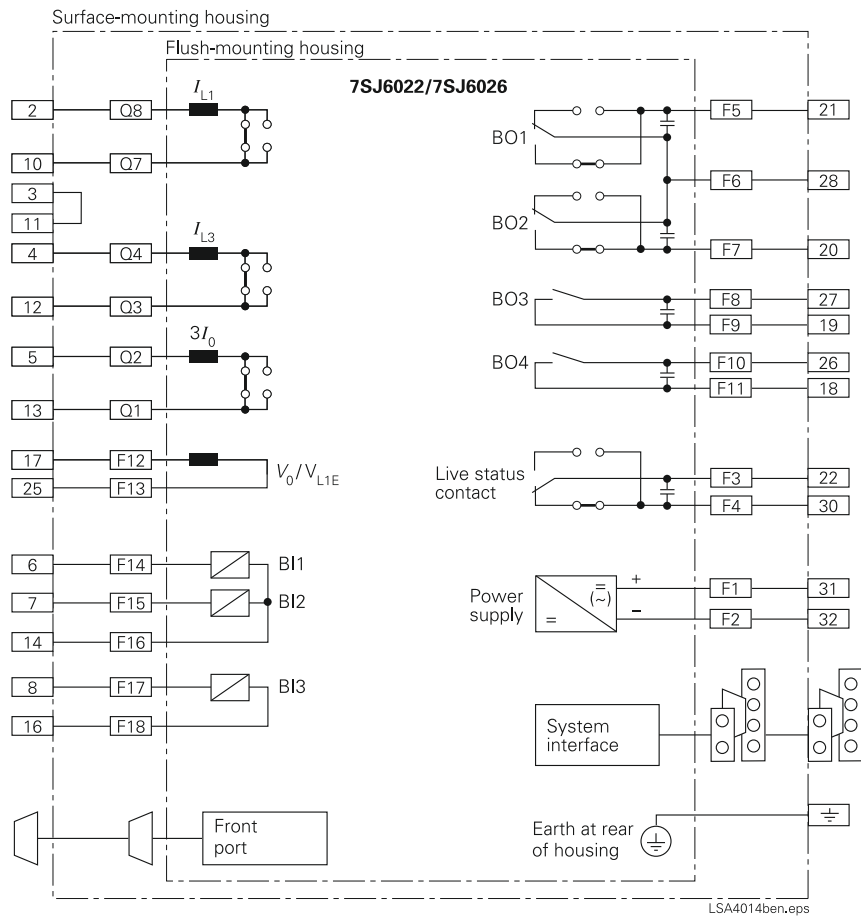 Surface-mounting housing
Flush-mounting housing
7SJ6022/7SJ6026
2 Q8 IL1
10 Q7
3
11
4 Q4 IL3
12 Q3
5 Q2 3I0
13 Q1
17 F12
25 F13
V0/VL1E
6 F14 BI1
7 F15 BI2
14 F16
8 F17 BI3
16 F18
Front
port
BO1
F5 21
F6 28
BO2
F7 20
BO3
F8 27
F9 19
BO4
F10 26
F11 18
Live status
contact
F3 22
F4 30
Power
supply
= (~) + F1 31
= − F2 32
System
interface
Earth at rear
of housing
LSA4014ben.eps